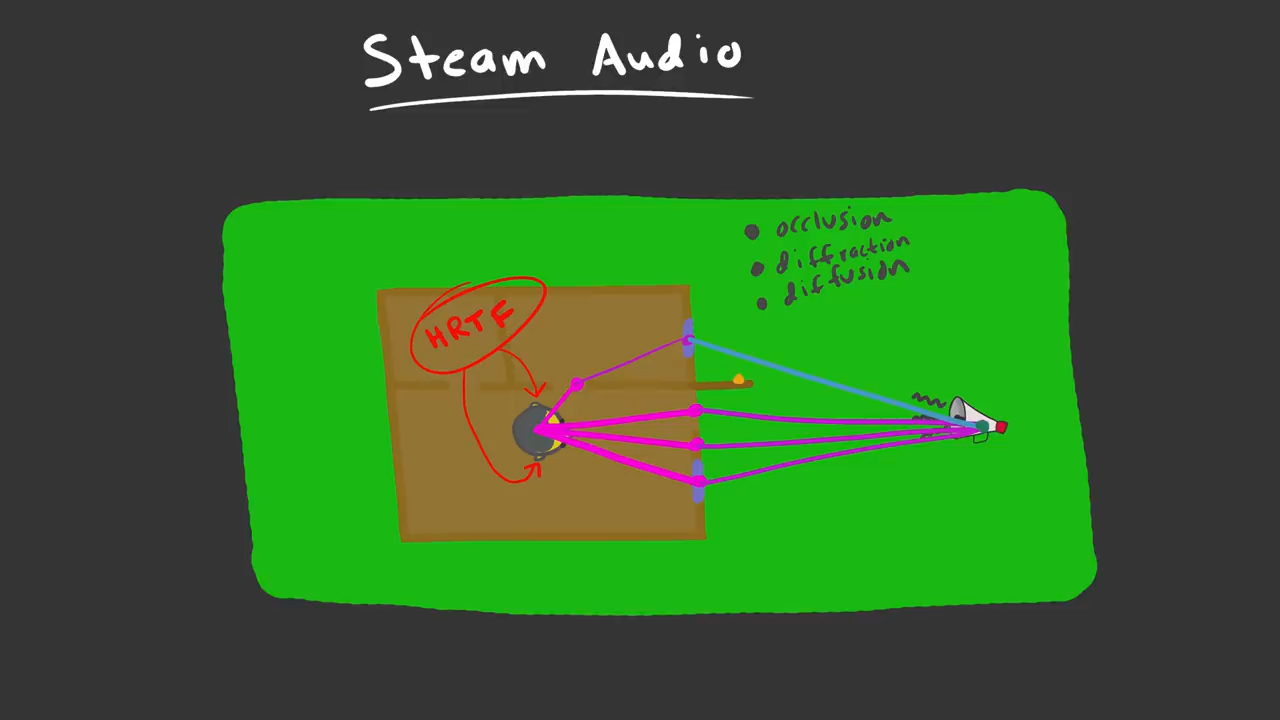 Steam Audio
occlusion
diffraction
diffusion
HRTF